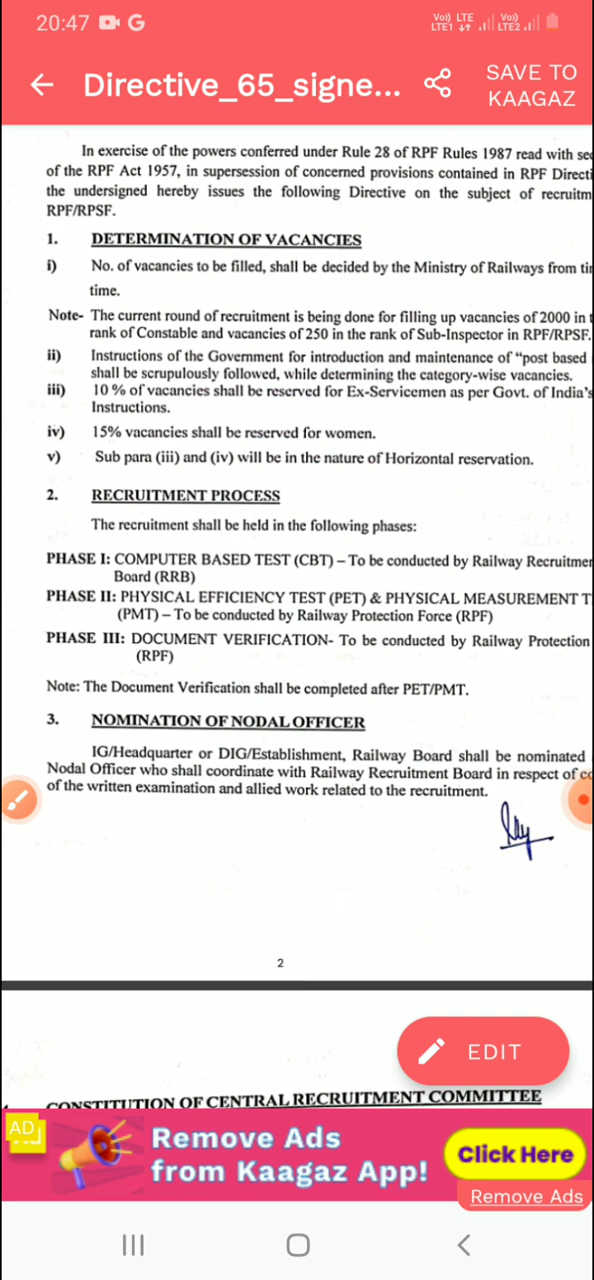 20:47 G Vo) LTE LTE1 Vo) LTE2
Directive_65_signe... SAVE TO KAAGAZ
In exercise of the powers conferred under Rule 28 of RPF Rules 1987 read with sec
of the RPF Act 1957, in supersession of concerned provisions contained in RPF Directi
the undersigned hereby issues the following Directive on the subject of recruitm
RPF/RPSF.
1. DETERMINATION OF VACANCIES
i) No. of vacancies to be filled, shall be decided by the Ministry of Railways from tim
time.
Note- The current round of recruitment is being done for filling up vacancies of 2000 in t
rank of Constable and vacancies of 250 in the rank of Sub-Inspector in RPF/RPSF.
ii) Instructions of the Government for introduction and maintenance of “post based
shall be scrupulously followed, while determining the category-wise vacancies.
iii) 10 % of vacancies shall be reserved for Ex-Servicemen as per Govt. of India's
Instructions.
iv) 15% vacancies shall be reserved for women.
v) Sub para (iii) and (iv) will be in the nature of Horizontal reservation.
2. RECRUITMENT PROCESS
The recruitment shall be held in the following phases:
PHASE I: COMPUTER BASED TEST (CBT) – To be conducted by Railway Recruitmen
Board (RRB)
PHASE II: PHYSICAL EFFICIENCY TEST (PET) & PHYSICAL MEASUREMENT T
(PMT) – To be conducted by Railway Protection Force (RPF)
PHASE III: DOCUMENT VERIFICATION- To be conducted by Railway Protection
(RPF)
Note: The Document Verification shall be completed after PET/PMT.
3. NOMINATION OF NODAL OFFICER
IG/Headquarter or DIG/Establishment, Railway Board shall be nominated
Nodal Officer who shall coordinate with Railway Recruitment Board in respect of co
of the written examination and allied work related to the recruitment.
2
EDIT
CONSTITUTION OF CENTRAL RECRUITMENT COMMITTEE
AD
Remove Ads
from Kaagaz App!
Click Here
Remove Ads